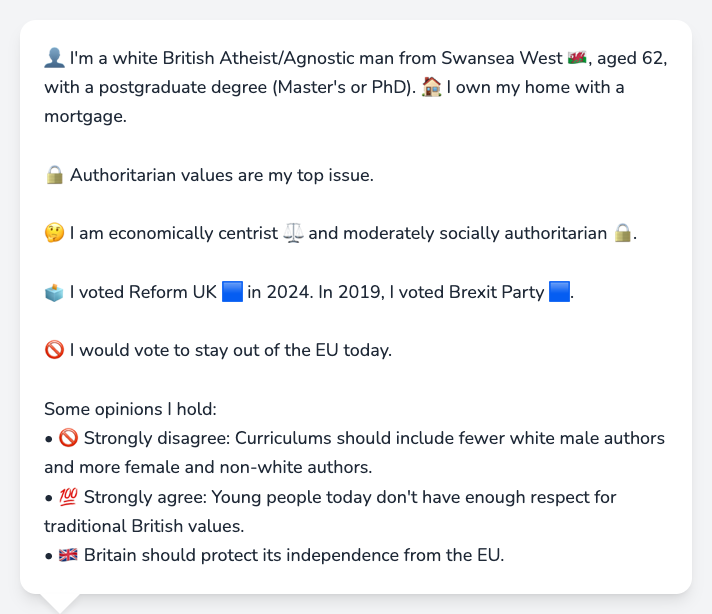 👤 I'm a white British Atheist/Agnostic man from Swansea West 🏴󠁧󠁢󠁷󠁬󠁳󠁿, aged 62,
with a postgraduate degree (Master's or PhD). 🏠 I own my home with a
mortgage.
🔒 Authoritarian values are my top issue.
🤔 I am economically centrist ⚖️ and moderately socially authoritarian 🔒.
🗳️ I voted Reform UK 🟦 in 2024. In 2019, I voted Brexit Party 🟦.
🚫 I would vote to stay out of the EU today.
Some opinions I hold:
• 🚫 Strongly disagree: Curriculums should include fewer white male authors
and more female and non-white authors.
• 💯 Strongly agree: Young people today don't have enough respect for
traditional British values.
• 🇬🇧 Britain should protect its independence from the EU.